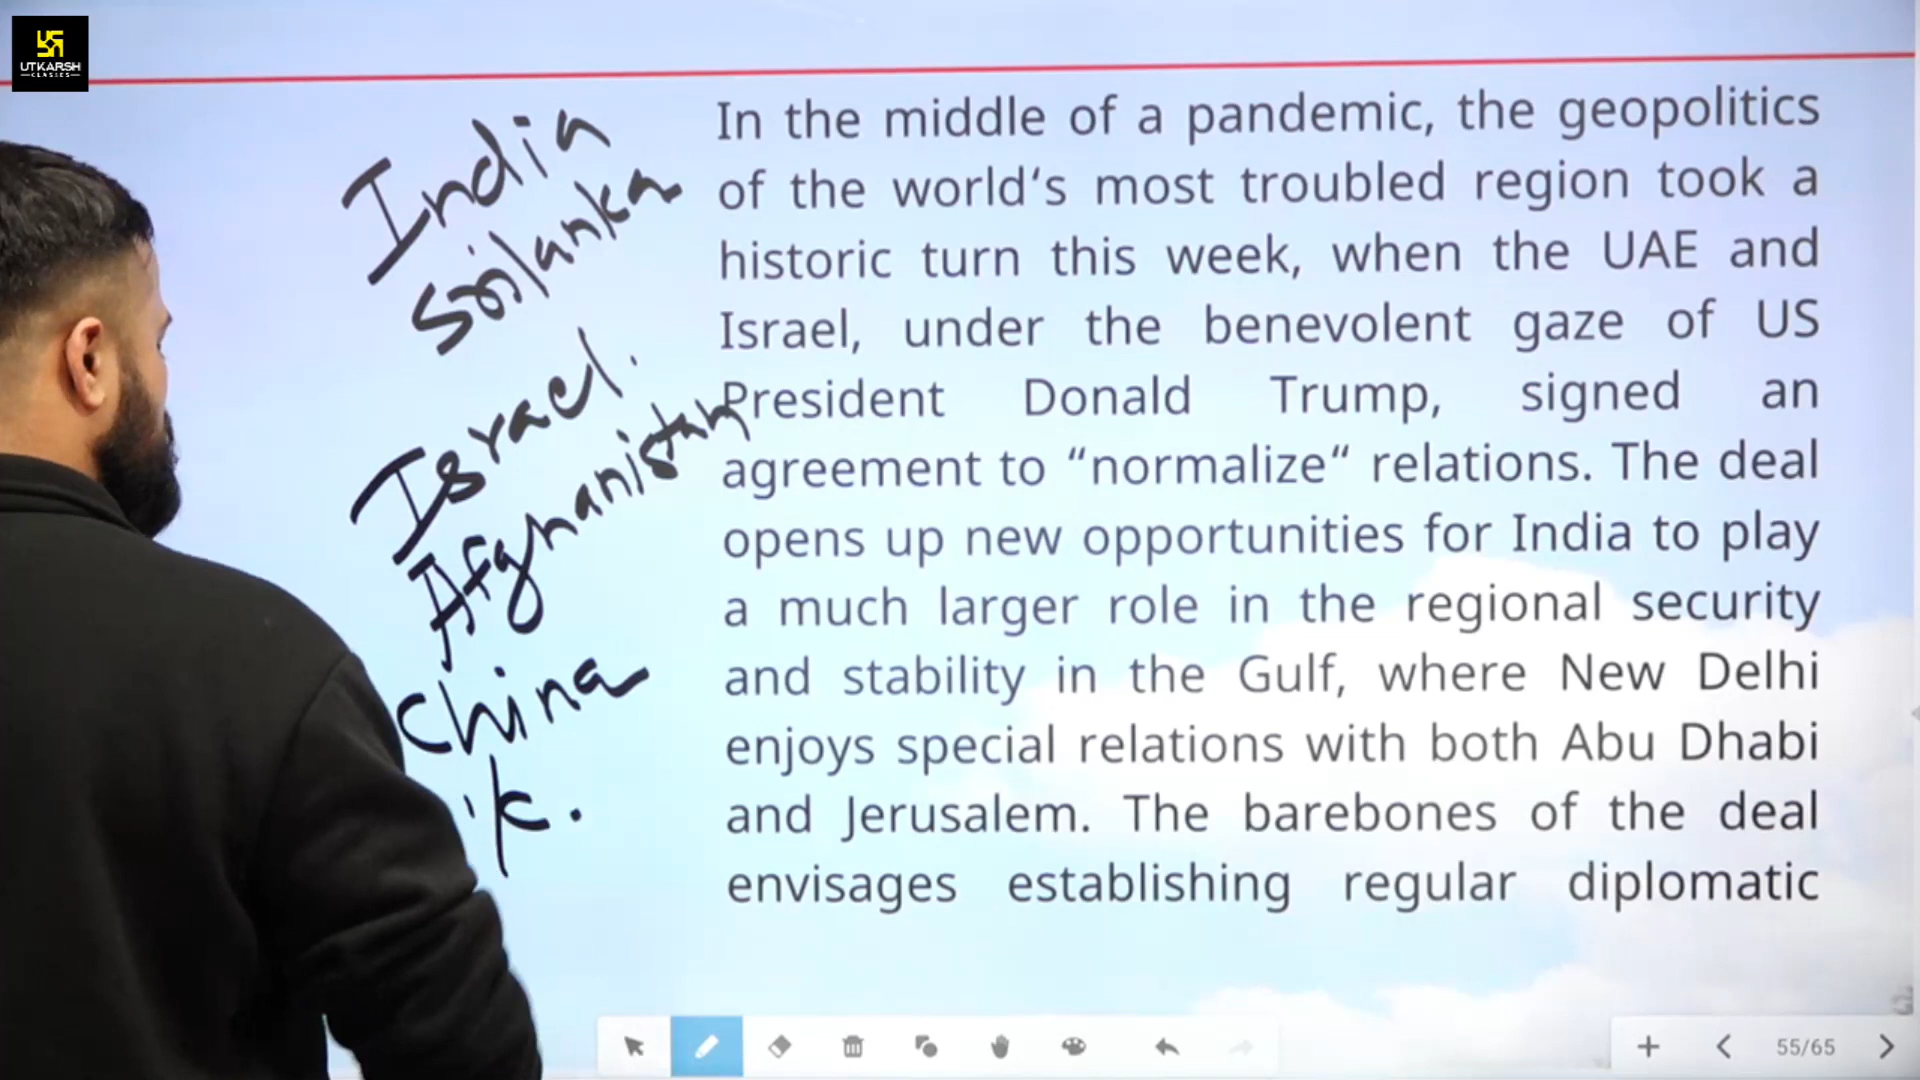 UTKARSH
CLASSES
India
Srilanka
Israel.
Afghanistan
China
In the middle of a pandemic, the geopolitics
of the world‘s most troubled region took a
historic turn this week, when the UAE and
Israel, under the benevolent gaze of US
President Donald Trump, signed an
agreement to “normalize“ relations. The deal
opens up new opportunities for India to play
a much larger role in the regional security
and stability in the Gulf, where New Delhi
enjoys special relations with both Abu Dhabi
and Jerusalem. The barebones of the deal
envisages establishing regular diplomatic
55/65